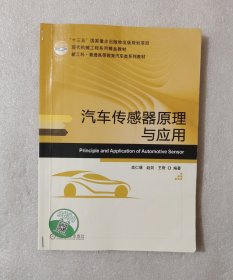 "十三五"国家重点出版物出版规划项目
现代机械工程系列精品教材
新工科·普通高等教育汽车类系列教材
汽车传感器原理
与应用
Principle and Application of Automotive Sensor
编著